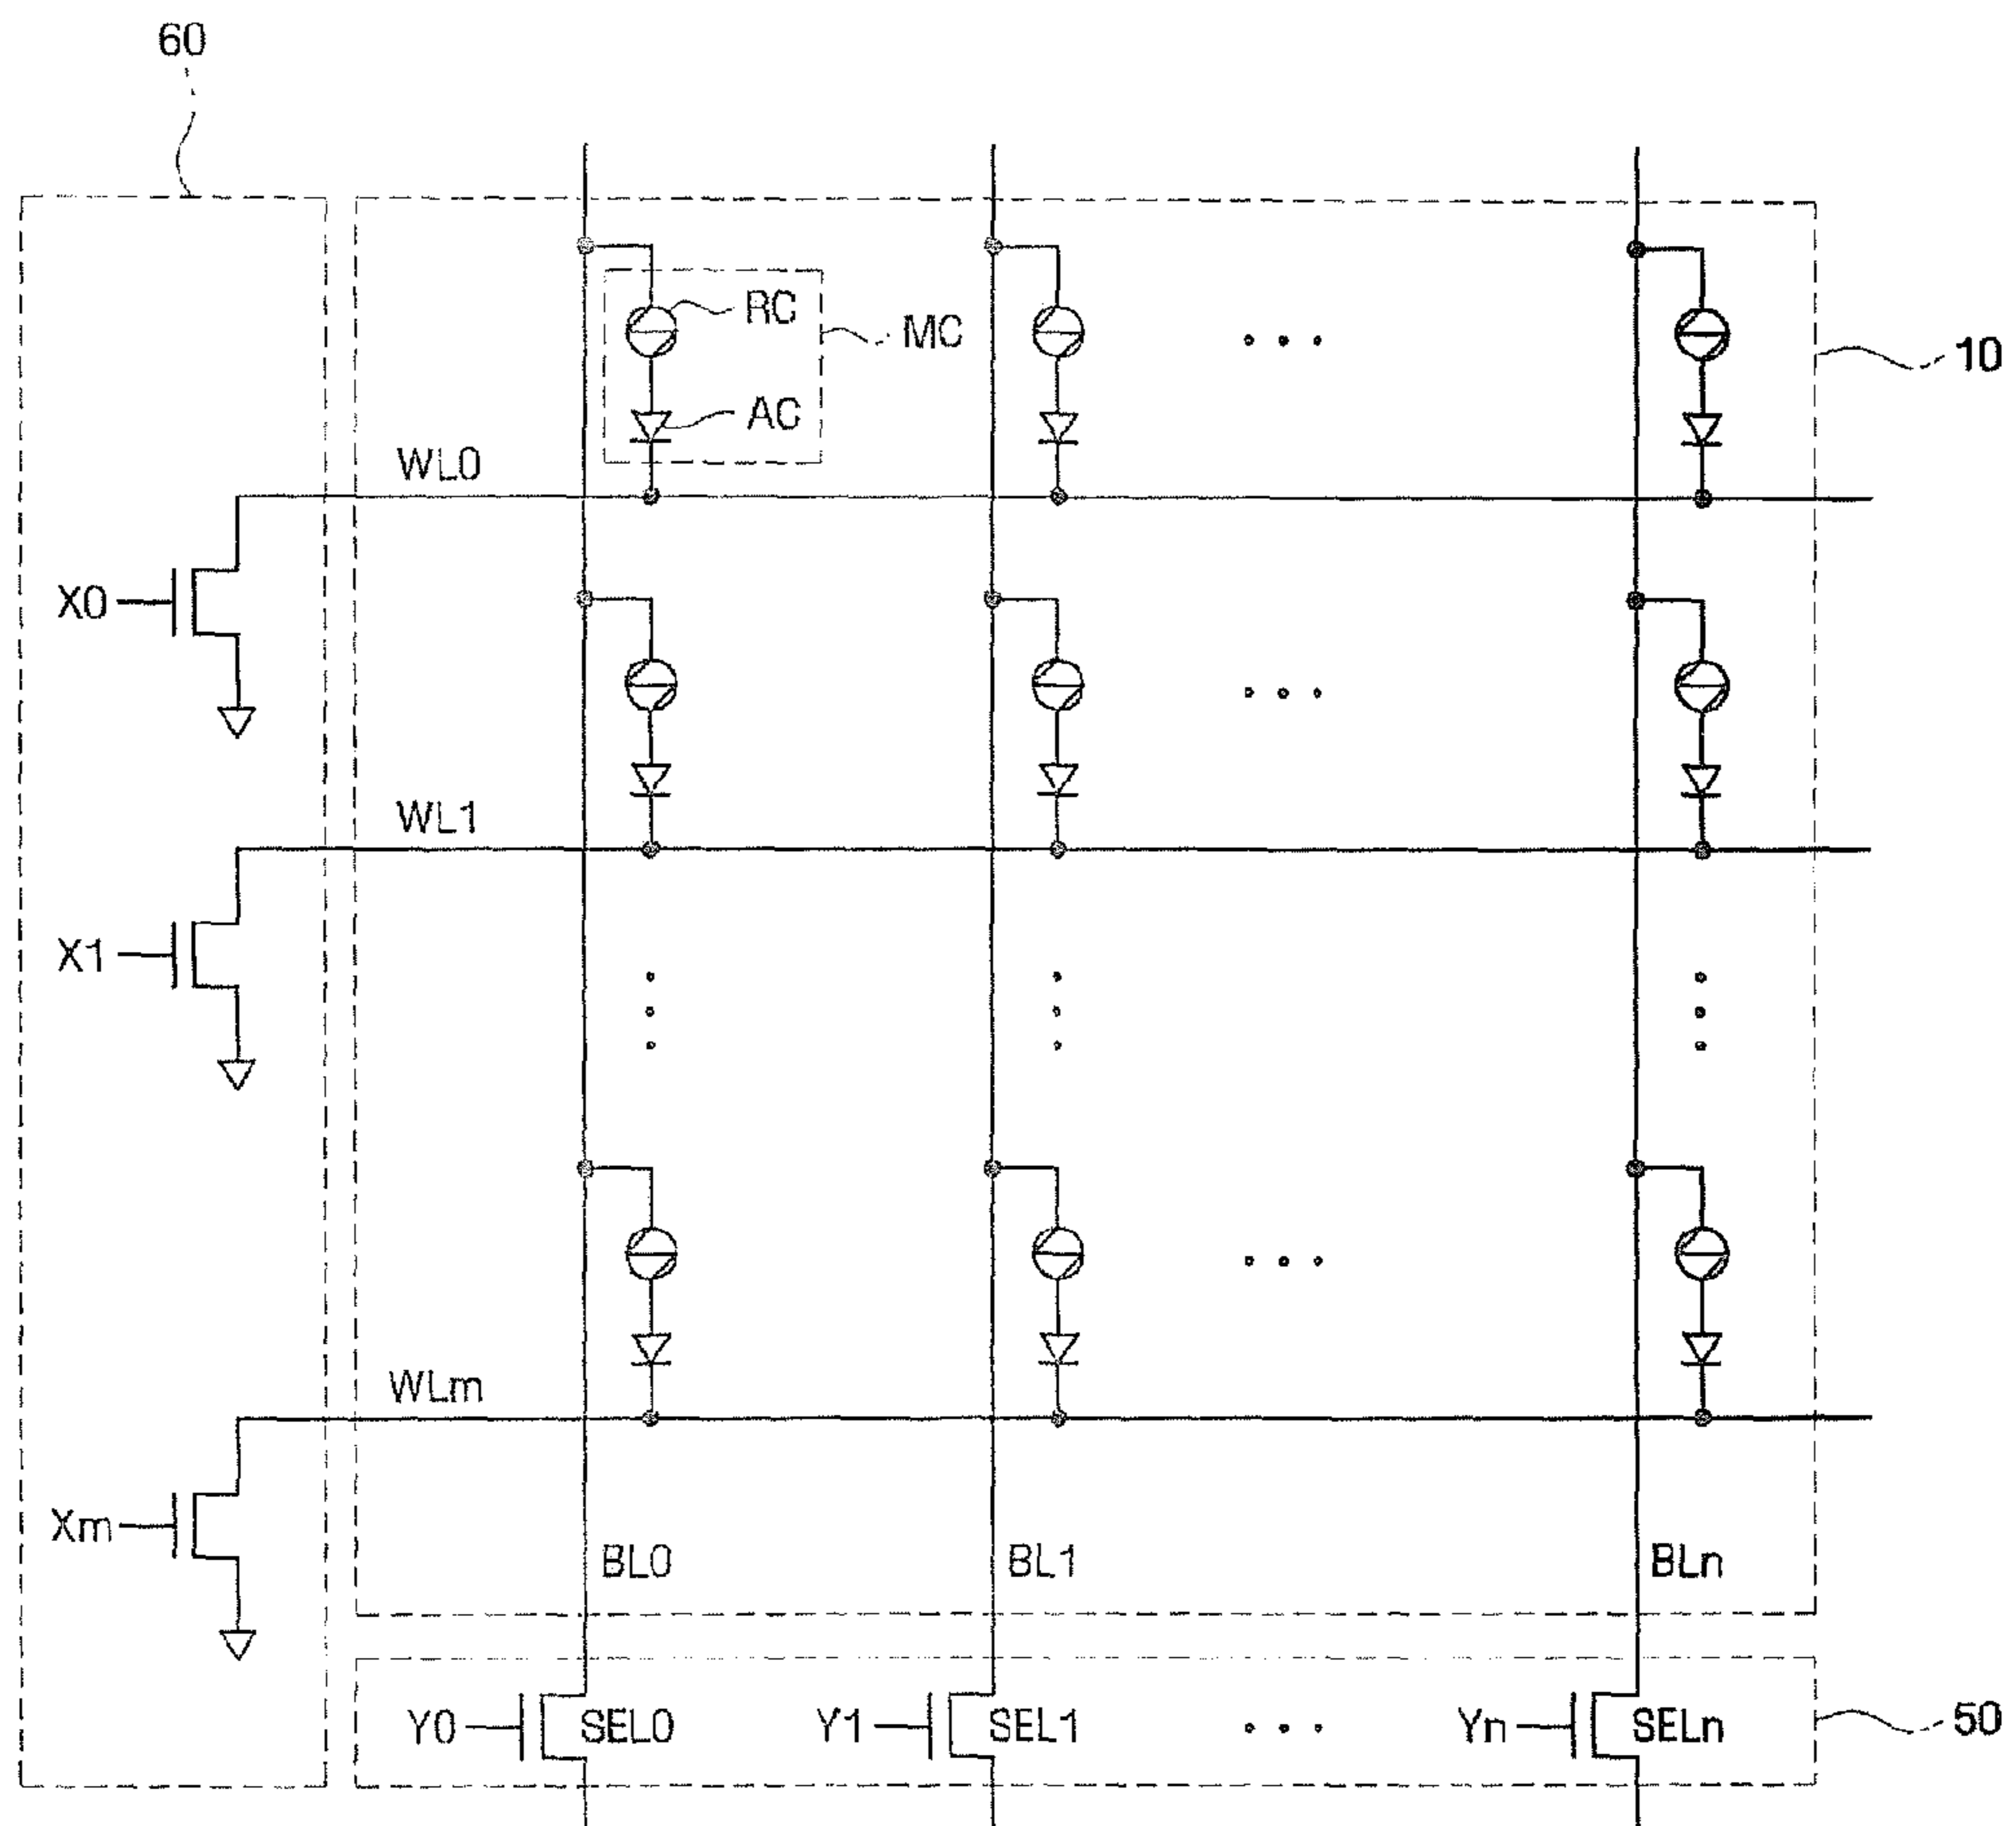 60
RC
MC
10
AC
WL0
X0
WL1
X1
WLm
Xm
BL0 BL1 BLn
Y0 SEL0 Y1 SEL1 Yn SELn
50